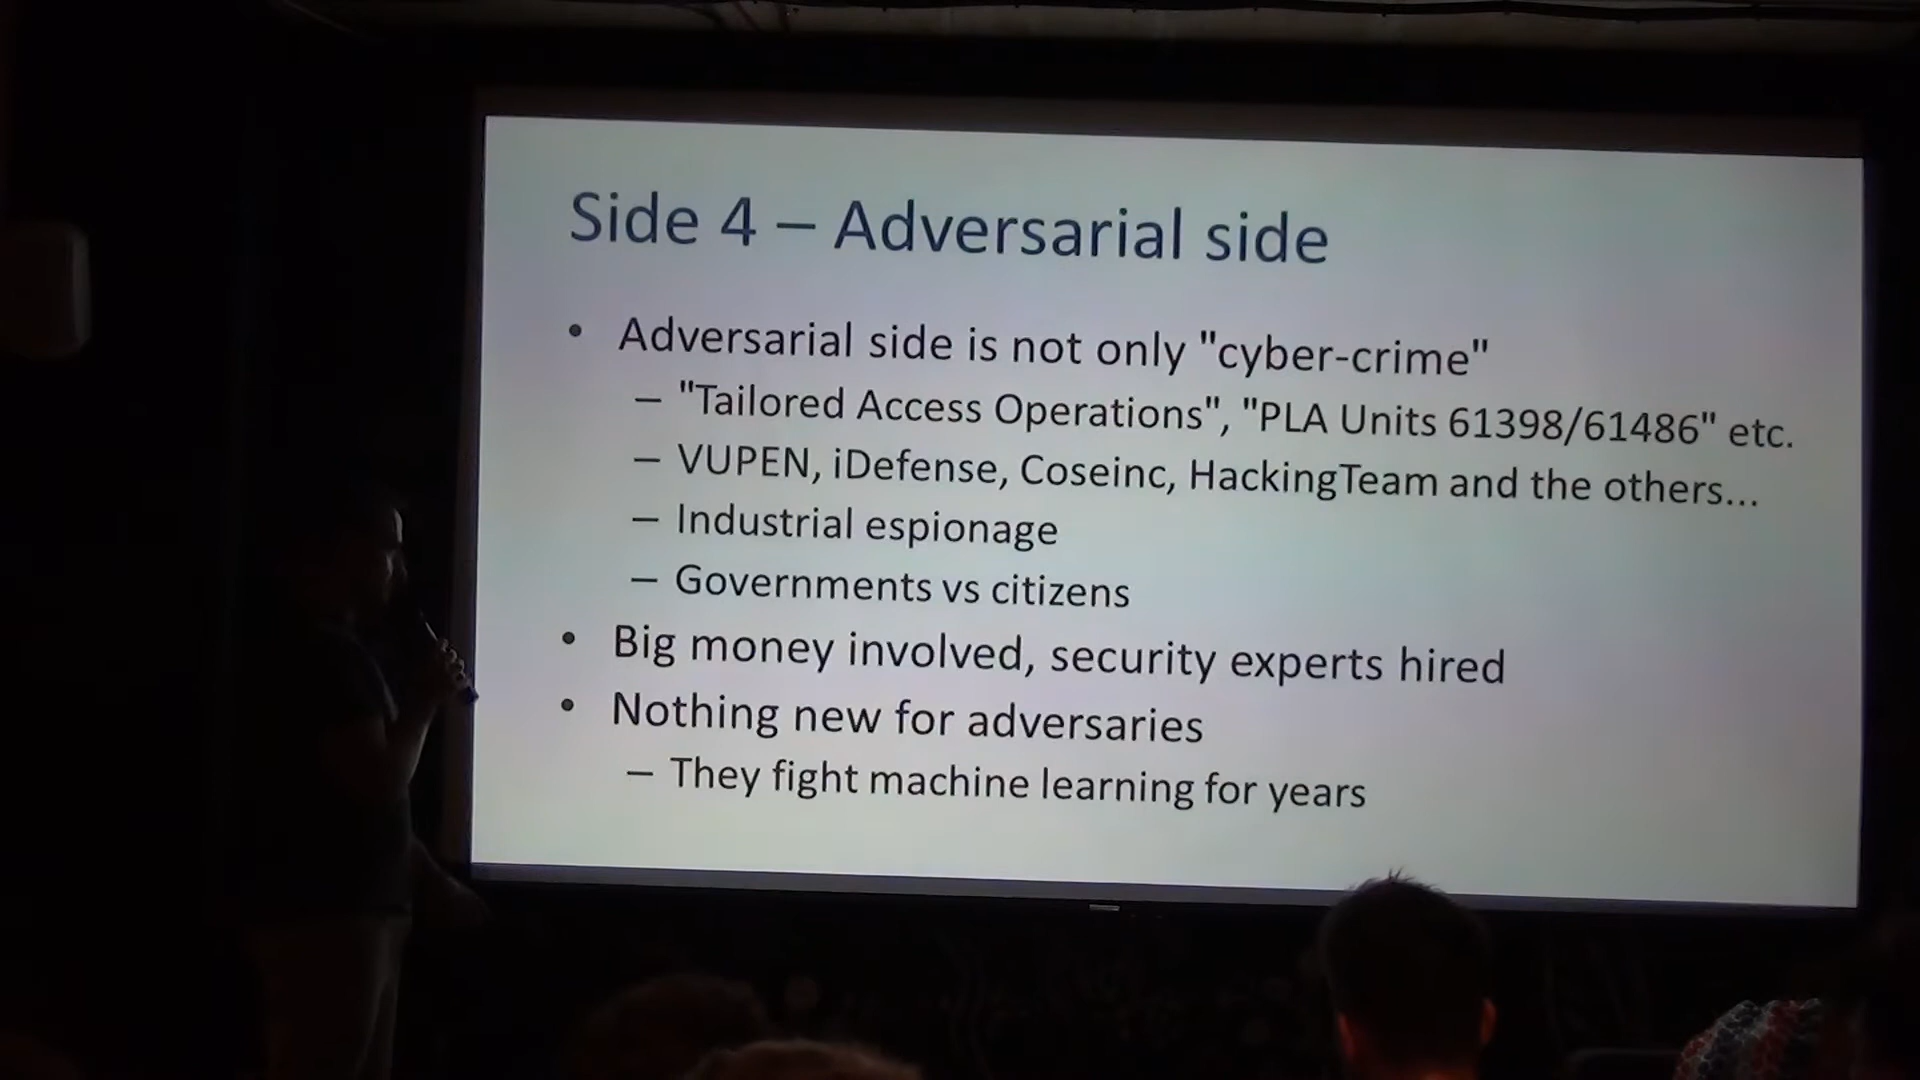 Side 4 – Adversarial side
• Adversarial side is not only "cyber-crime"
– "Tailored Access Operations", "PLA Units 61398/61486" etc.
– VUPEN, iDefense, Coseinc, HackingTeam and the others...
– Industrial espionage
– Governments vs citizens
• Big money involved, security experts hired
• Nothing new for adversaries
– They fight machine learning for years